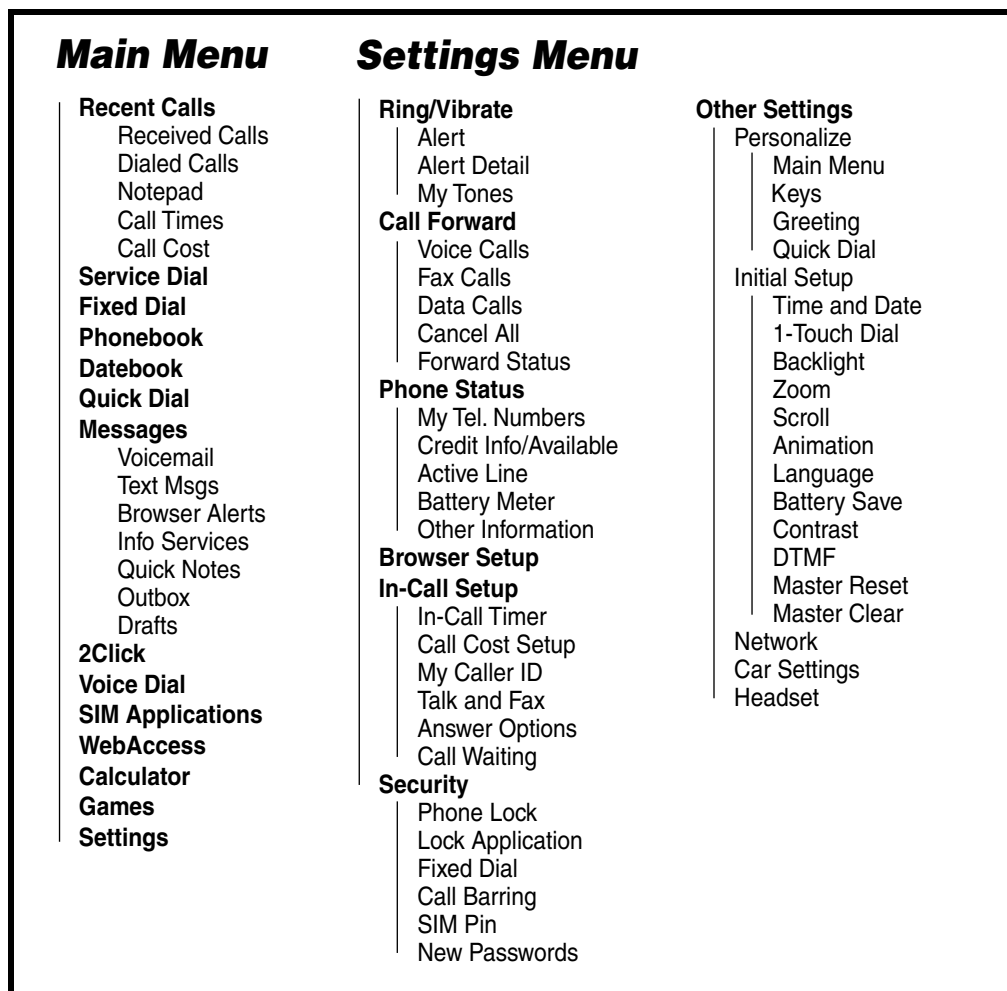 Main Menu
Recent Calls
Received Calls
Dialed Calls
Notepad
Call Times
Call Cost
Service Dial
Fixed Dial
Phonebook
Datebook
Quick Dial
Messages
Voicemail
Text Msgs
Browser Alerts
Info Services
Quick Notes
Outbox
Drafts
2Click
Voice Dial
SIM Applications
WebAccess
Calculator
Games
Settings
Settings Menu
Ring/Vibrate
Alert
Alert Detail
My Tones
Call Forward
Voice Calls
Fax Calls
Data Calls
Cancel All
Forward Status
Phone Status
My Tel. Numbers
Credit Info/Available
Active Line
Battery Meter
Other Information
Browser Setup
In-Call Setup
In-Call Timer
Call Cost Setup
My Caller ID
Talk and Fax
Answer Options
Call Waiting
Security
Phone Lock
Lock Application
Fixed Dial
Call Barring
SIM Pin
New Passwords
Other Settings
Personalize
Main Menu
Keys
Greeting
Quick Dial
Initial Setup
Time and Date
1-Touch Dial
Backlight
Zoom
Scroll
Animation
Language
Battery Save
Contrast
DTMF
Master Reset
Master Clear
Network
Car Settings
Headset